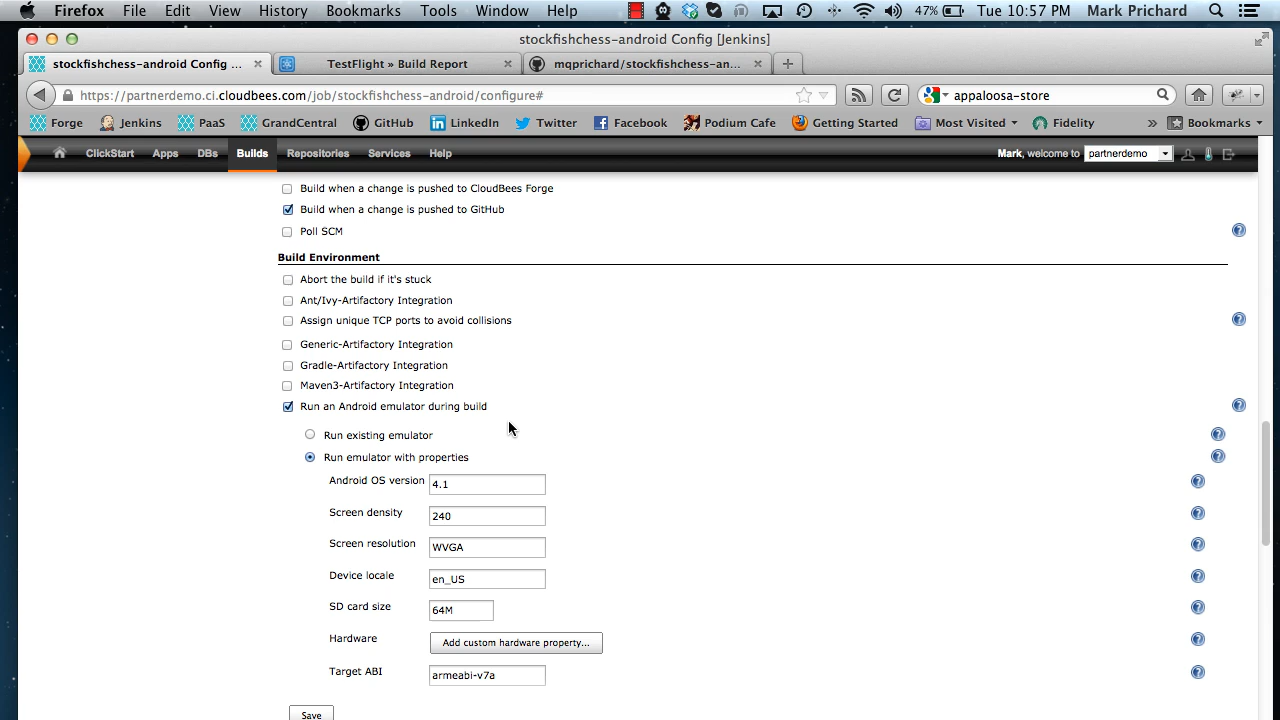 Firefox File Edit View History Bookmarks Tools Window Help 47% Tue 10:57 PM Mark Prichard
stockfishchess-android Config [Jenkins]
stockfishchess-android Config ... TestFlight » Build Report mqprichard/stockfishchess-an...
https://partnerdemo.ci.cloudbees.com/job/stockfishchess-android/configure# appaloosa-store
Forge Jenkins PaaS GrandCentral GitHub LinkedIn Twitter Facebook Podium Cafe Getting Started Most Visited Fidelity » Bookmarks
ClickStart Apps DBs Builds Repositories Services Help Mark, welcome to partnerdemo
Build when a change is pushed to CloudBees Forge
Build when a change is pushed to GitHub
Poll SCM
Build Environment
Abort the build if it's stuck
Ant/Ivy-Artifactory Integration
Assign unique TCP ports to avoid collisions
Generic-Artifactory Integration
Gradle-Artifactory Integration
Maven3-Artifactory Integration
Run an Android emulator during build
Run existing emulator
Run emulator with properties
Android OS version 4.1
Screen density 240
Screen resolution WVGA
Device locale en_US
SD card size 64M
Hardware Add custom hardware property...
Target ABI armeabi-v7a
Save